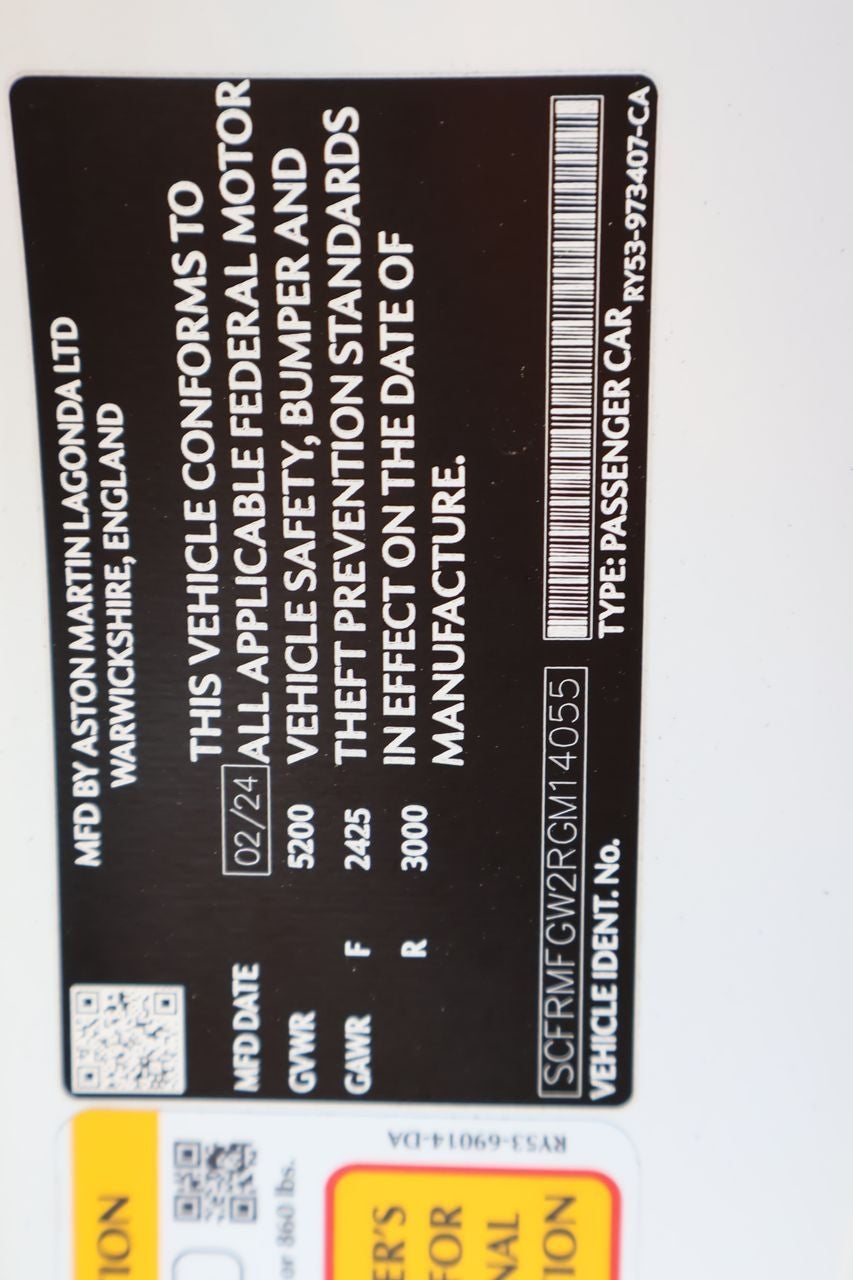 MFD BY ASTON MARTIN LAGONDA LTD
WARWICKSHIRE, ENGLAND
MFD DATE 02/24
GVWR 5200
GAWR F 2425
R 3000
THIS VEHICLE CONFORMS TO
ALL APPLICABLE FEDERAL MOTOR
VEHICLE SAFETY, BUMPER AND
THEFT PREVENTION STANDARDS
IN EFFECT ON THE DATE OF
MANUFACTURE.
SCFRMFGW2RGM14055
VEHICLE IDENT. No.
TYPE: PASSENGER CAR
RY53-973407-CA
RY53-69014-DA
ION
or 860 lbs.
ER'S
FOR
NAL
ION